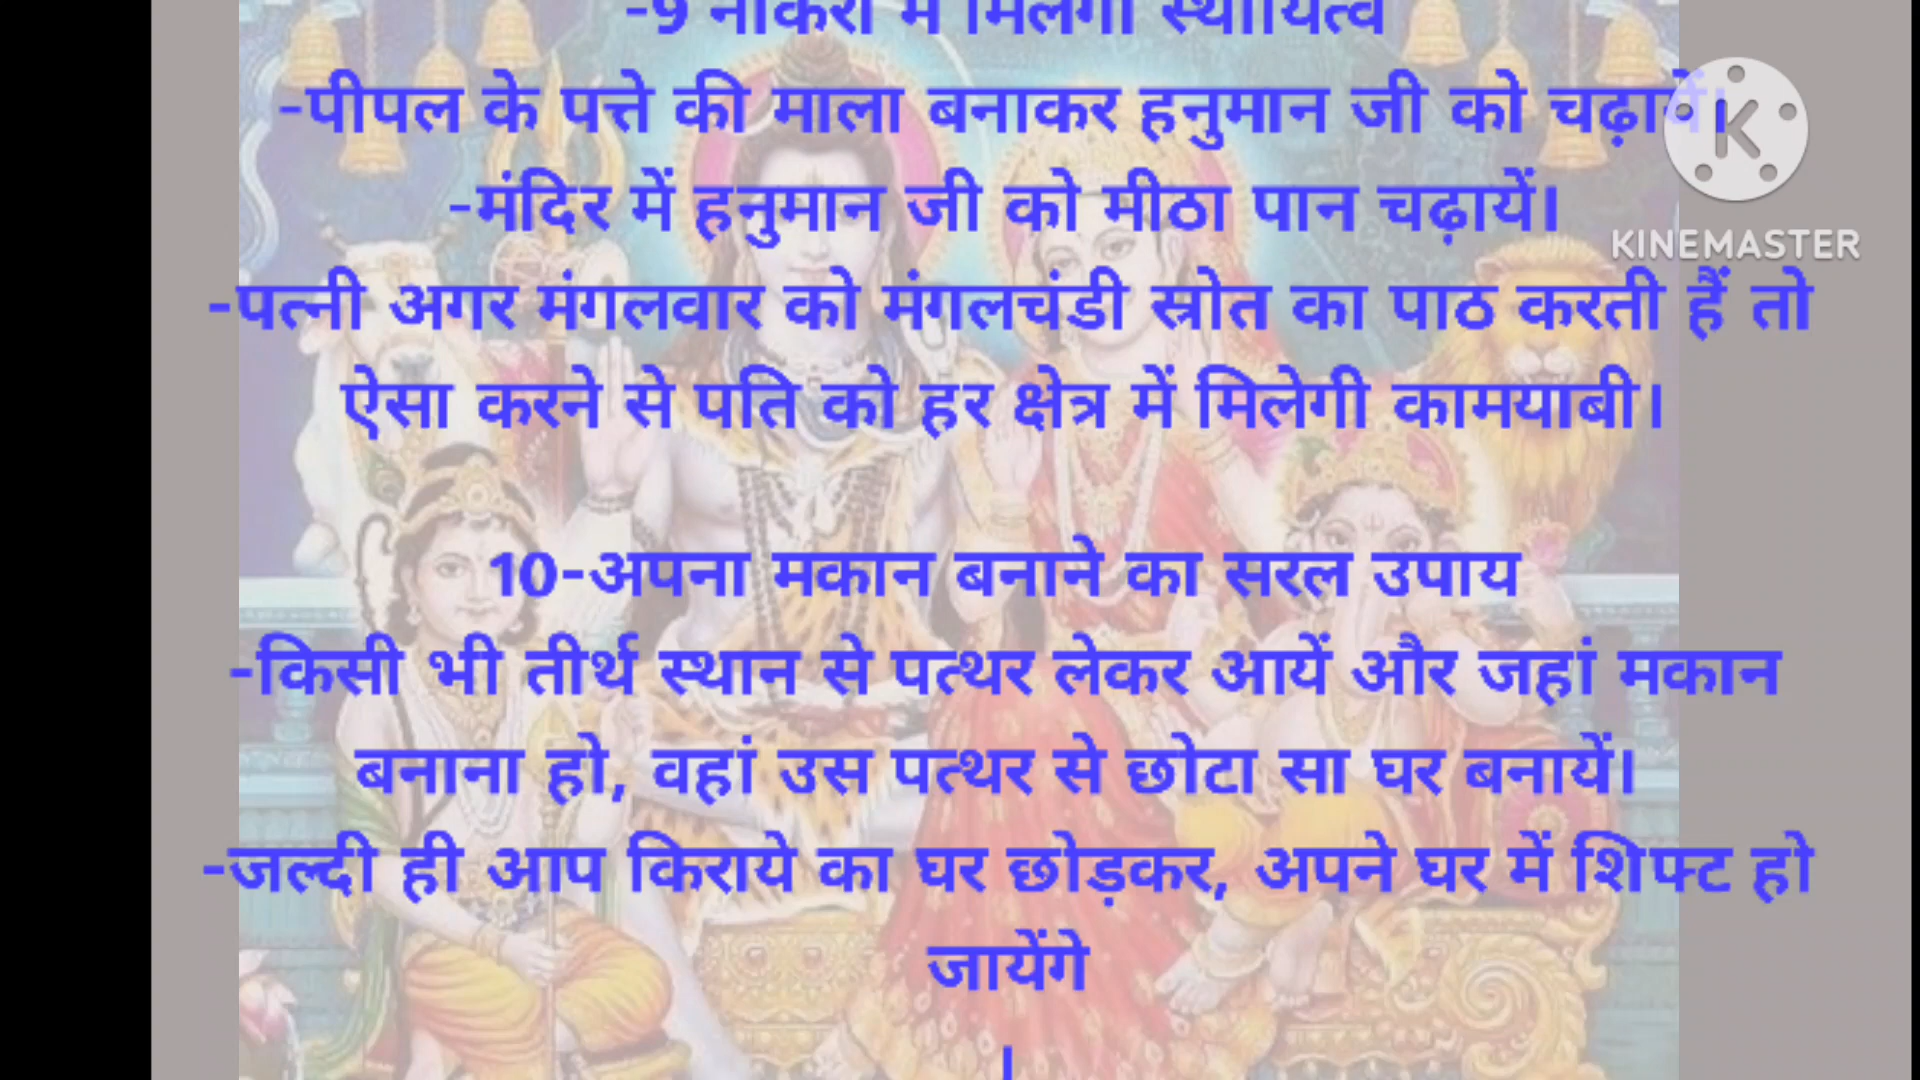 -9 नौकरी में मिलेगा स्थायित्व
-पीपल के पत्ते की माला बनाकर हनुमान जी को चढ़ायें।
-मंदिर में हनुमान जी को मीठा पान चढ़ायें।
-पत्नी अगर मंगलवार को मंगलचंडी स्रोत का पाठ करती हैं तो
ऐसा करने से पति को हर क्षेत्र में मिलेगी कामयाबी।
10-अपना मकान बनाने का सरल उपाय
-किसी भी तीर्थ स्थान से पत्थर लेकर आयें और जहां मकान
बनाना हो, वहां उस पत्थर से छोटा सा घर बनायें।
-जल्दी ही आप किराये का घर छोड़कर, अपने घर में शिफ्ट हो
जायेंगे
।
K
KINEMASTER